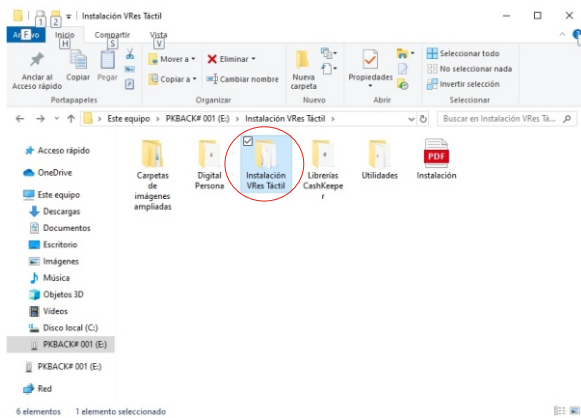 Instalación VRes Táctil
1 2
Ar F vo Inicio Compartir Vista
H S V
Anclar al Acceso rápido
Copiar
Pegar
Mover a
Copiar a
Eliminar
Cambiar nombre
Nueva carpeta
Propiedades
Seleccionar todo
No seleccionar nada
Invertir selección
Portapapeles Organizar Nuevo Abrir Seleccionar
Este equipo > PKBACK# 001 (E:) > Instalación VRes Táctil >
Buscar en Instalación VRes Tá...
Acceso rápido
OneDrive
Este equipo
Descargas
Documentos
Escritorio
Imágenes
Música
Objetos 3D
Vídeos
Disco local (C:)
PKBACK# 001 (E:)
PKBACK# 001 (E:)
Red
Carpetas
de
imágenes
ampliadas
Digital
Persona
Instalación
VRes Táctil
Librerías
CashKeepe
r
Utilidades
PDF
Instalación
6 elementos 1 elemento seleccionado